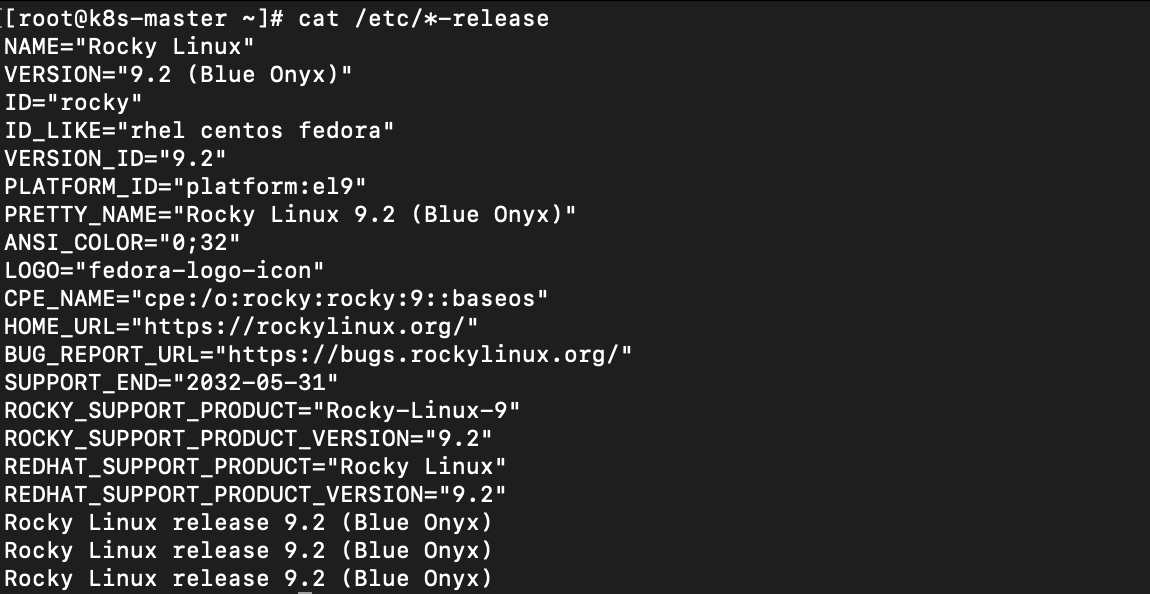 [[root@k8s-master ~]# cat /etc/*-release
NAME="Rocky Linux"
VERSION="9.2 (Blue Onyx)"
ID="rocky"
ID_LIKE="rhel centos fedora"
VERSION_ID="9.2"
PLATFORM_ID="platform:el9"
PRETTY_NAME="Rocky Linux 9.2 (Blue Onyx)"
ANSI_COLOR="0;32"
LOGO="fedora-logo-icon"
CPE_NAME="cpe:/o:rocky:rocky:9::baseos"
HOME_URL="https://rockylinux.org/"
BUG_REPORT_URL="https://bugs.rockylinux.org/"
SUPPORT_END="2032-05-31"
ROCKY_SUPPORT_PRODUCT="Rocky-Linux-9"
ROCKY_SUPPORT_PRODUCT_VERSION="9.2"
REDHAT_SUPPORT_PRODUCT="Rocky Linux"
REDHAT_SUPPORT_PRODUCT_VERSION="9.2"
Rocky Linux release 9.2 (Blue Onyx)
Rocky Linux release 9.2 (Blue Onyx)
Rocky Linux release 9.2 (Blue Onyx)